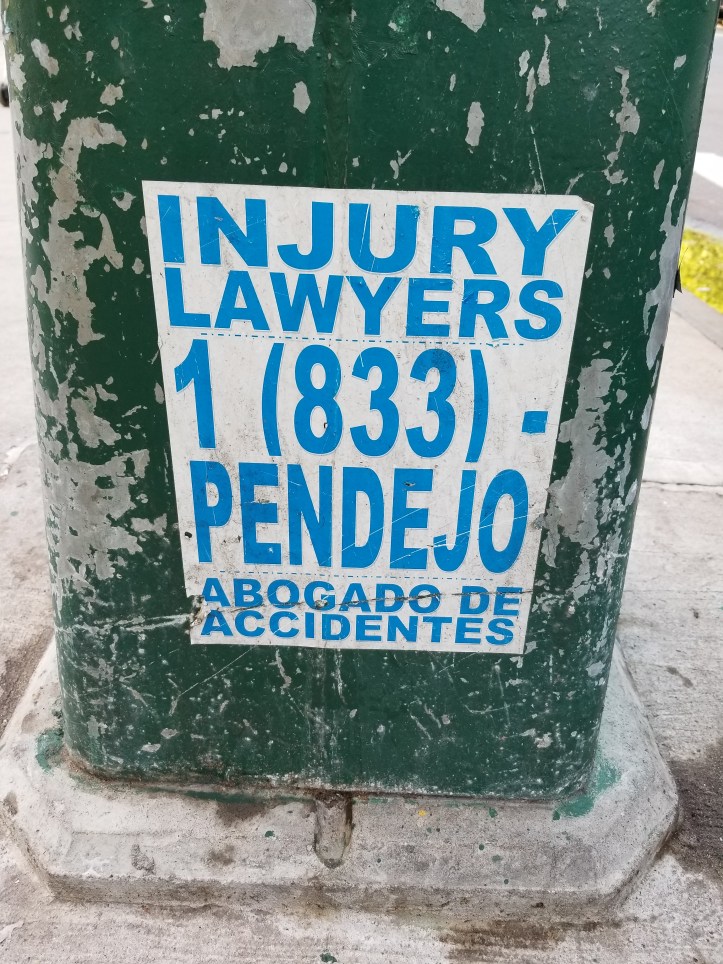 INJURY
LAWYERS
1 (833) -
PENDEJO
ABOGADO DE
ACCIDENTES